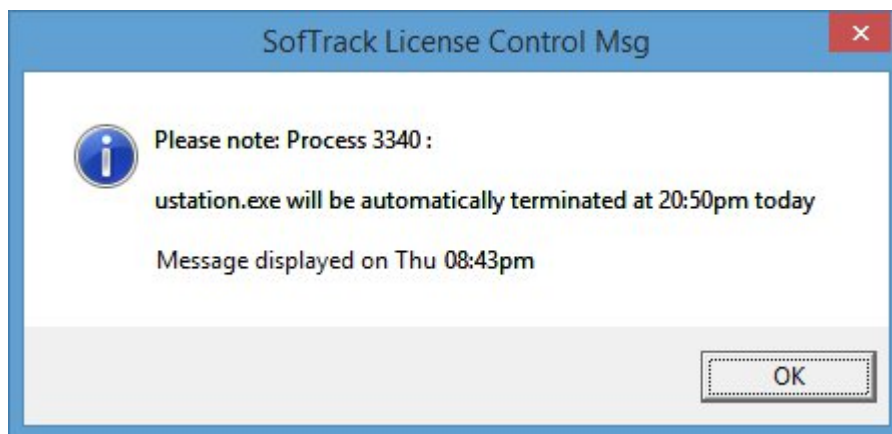 SofTrack License Control Msg
Please note: Process 3340 :
ustation.exe will be automatically terminated at 20:50pm today
Message displayed on Thu 08:43pm
OK